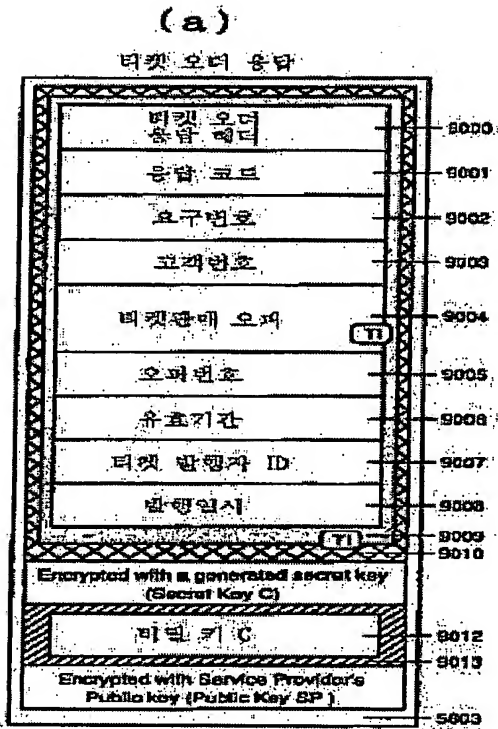 (a)
티켓 오더 응답
티켓 오더
응답 헤더
9000
응답 코드
9001
요구번호
9002
고객번호
9003
티켓판매 오퍼
9004
TI
오퍼번호
9005
유효기간
9006
티켓 발행자 ID
9007
발행일시
9008
TI
9009
9010
Encrypted with a generated secret key
(Secret Key C)
비밀 키 C
9012
9013
Encrypted with Service Provider's
Public key (Public Key SP )
5603